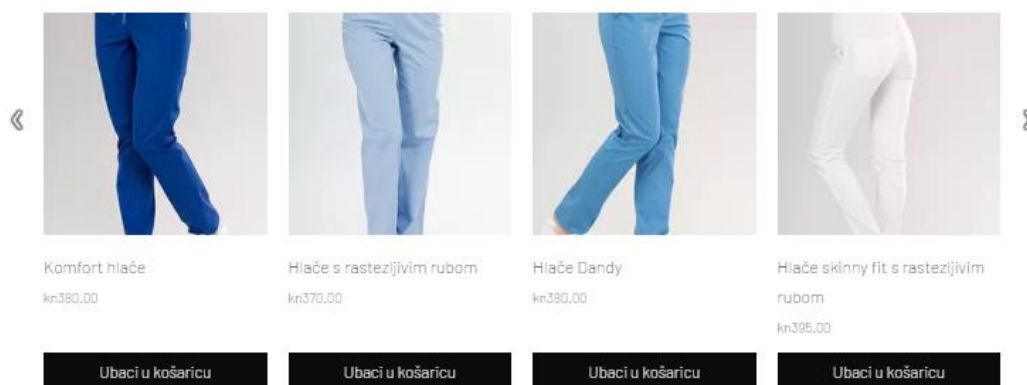 Komfort hlače
kn380.00
Ubaci u košaricu
Hlače s rastezljivim rubom
kn370.00
Ubaci u košaricu
Hlače Dandy
kn380.00
Ubaci u košaricu
Hlače skinny fit s rastezljivim
rubom
kn395.00
Ubaci u košaricu